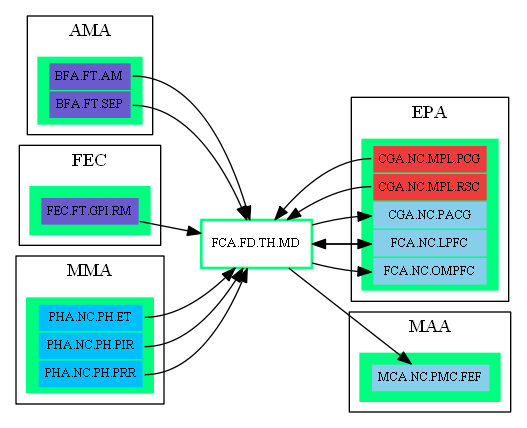 AMA
BFA.FT.AM
BFA.FT.SEP
FEC
FEC.FT.GPI.RM
MMA
PHA.NC.PH.ET
PHA.NC.PH.PIR
PHA.NC.PH.PRR
FCA.FD.TH.MD
EPA
CGA.NC.MPL.PCG
CGA.NC.MPL.RSC
CGA.NC.PACG
FCA.NC.LPFC
FCA.NC.OMPFC
MAA
MCA.NC.PMC.FEF